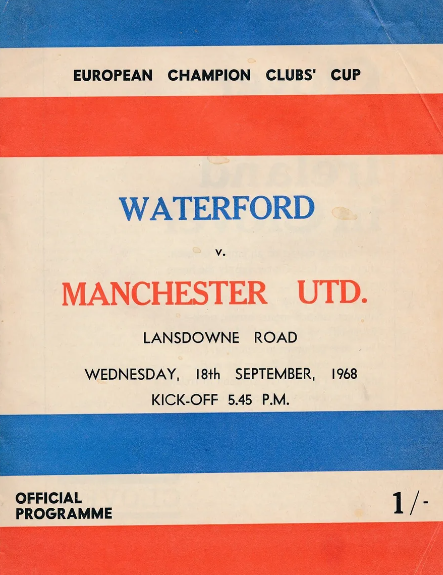 EUROPEAN CHAMPION CLUBS' CUP
WATERFORD
v.
MANCHESTER UTD.
LANSDOWNE ROAD
WEDNESDAY, 18th SEPTEMBER, 1968
KICK-OFF 5.45 P.M.
OFFICIAL
PROGRAMME
1/-